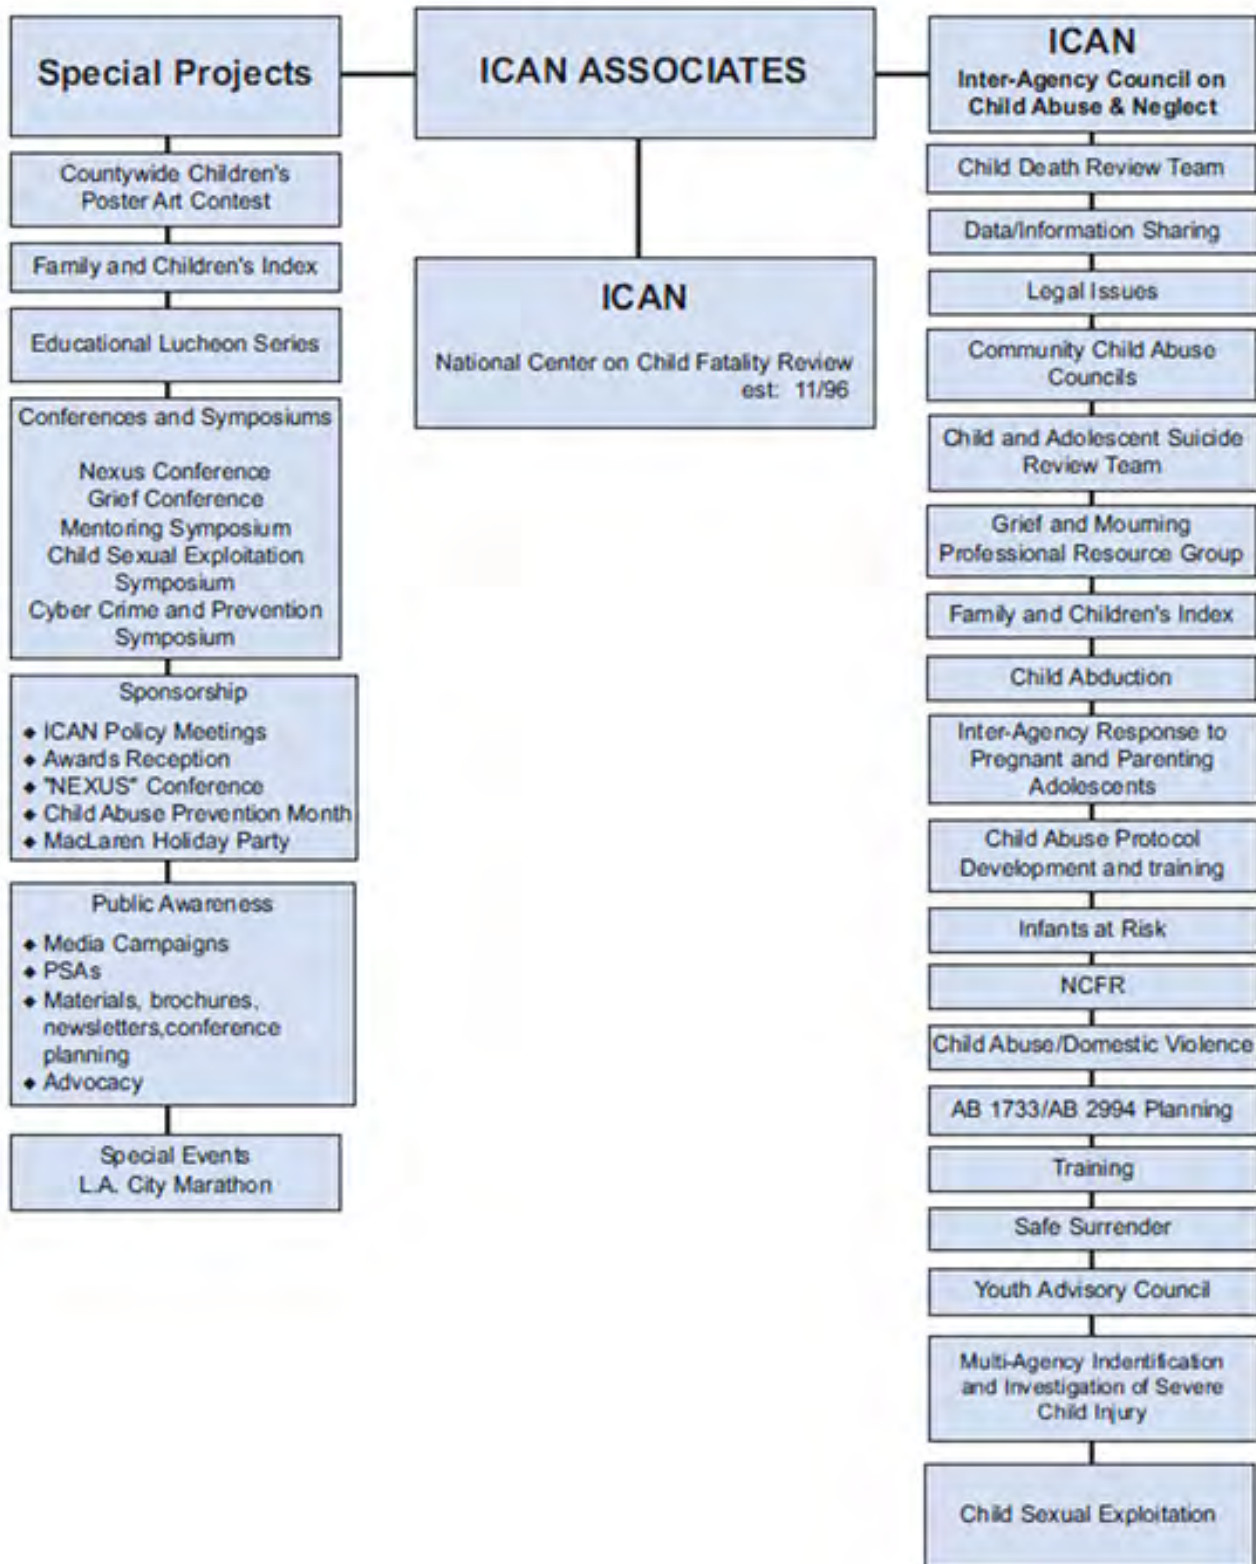 Special Projects
Countywide Children's
Poster Art Contest
Family and Children's Index
Educational Lucheon Series
Conferences and Symposiums
Nexus Conference
Grief Conference
Mentoring Symposium
Child Sexual Exploitation
Symposium
Cyber Crime and Prevention
Symposium
Sponsorship
◆ ICAN Policy Meetings
◆ Awards Reception
◆ "NEXUS" Conference
◆ Child Abuse Prevention Month
◆ MacLaren Holiday Party
Public Awareness
◆ Media Campaigns
◆ PSAs
◆ Materials, brochures,
newsletters,conference
planning
◆ Advocacy
Special Events
L.A. City Marathon
ICAN ASSOCIATES
ICAN
National Center on Child Fatality Review
est: 11/96
ICAN
Inter-Agency Council on
Child Abuse & Neglect
Child Death Review Team
Data/Information Sharing
Legal Issues
Community Child Abuse
Councils
Child and Adolescent Suicide
Review Team
Grief and Mourning
Professional Resource Group
Family and Children's Index
Child Abduction
Inter-Agency Response to
Pregnant and Parenting
Adolescents
Child Abuse Protocol
Development and training
Infants at Risk
NCFR
Child Abuse/Domestic Violence
AB 1733/AB 2994 Planning
Training
Safe Surrender
Youth Advisory Council
Multi-Agency Indentification
and Investigation of Severe
Child Injury
Child Sexual Exploitation